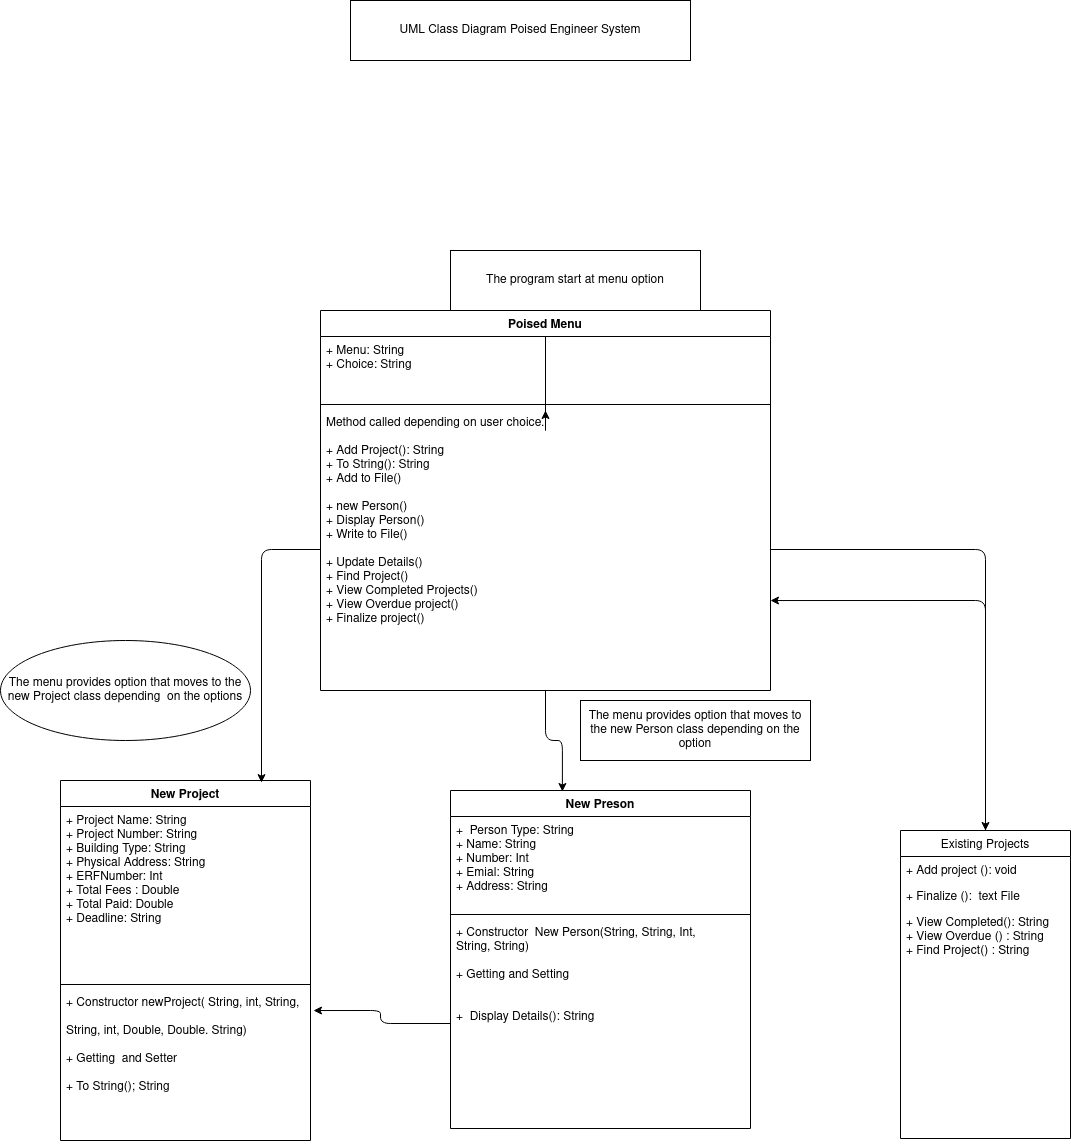 UML Class Diagram Poised Engineer System
The program start at menu option
Poised Menu
+ Menu: String
+ Choice: String
Method called depending on user choice.
+ Add Project(): String
+ To String(): String
+ Add to File()
+ new Person()
+ Display Person()
+ Write to File()
+ Update Details()
+ Find Project()
+ View Completed Projects()
+ View Overdue project()
+ Finalize project()
The menu provides option that moves to the
new Project class depending  on the options
The menu provides option that moves to
the new Person class depending on the
option
New Project
+ Project Name: String
+ Project Number: String
+ Building Type: String
+ Physical Address: String
+ ERFNumber: Int
+ Total Fees : Double
+ Total Paid: Double
+ Deadline: String
+ Constructor newProject( String, int, String,
String, int, Double, Double. String)
+ Getting  and Setter
+ To String(); String
New Preson
+  Person Type: String
+ Name: String
+ Number: Int
+ Emial: String
+ Address: String
+ Constructor  New Person(String, String, Int,
String, String)
+ Getting and Setting
+  Display Details(): String
Existing Projects
+ Add project (): void
+ Finalize ():  text File
+ View Completed(): String
+ View Overdue () : String
+ Find Project() : String